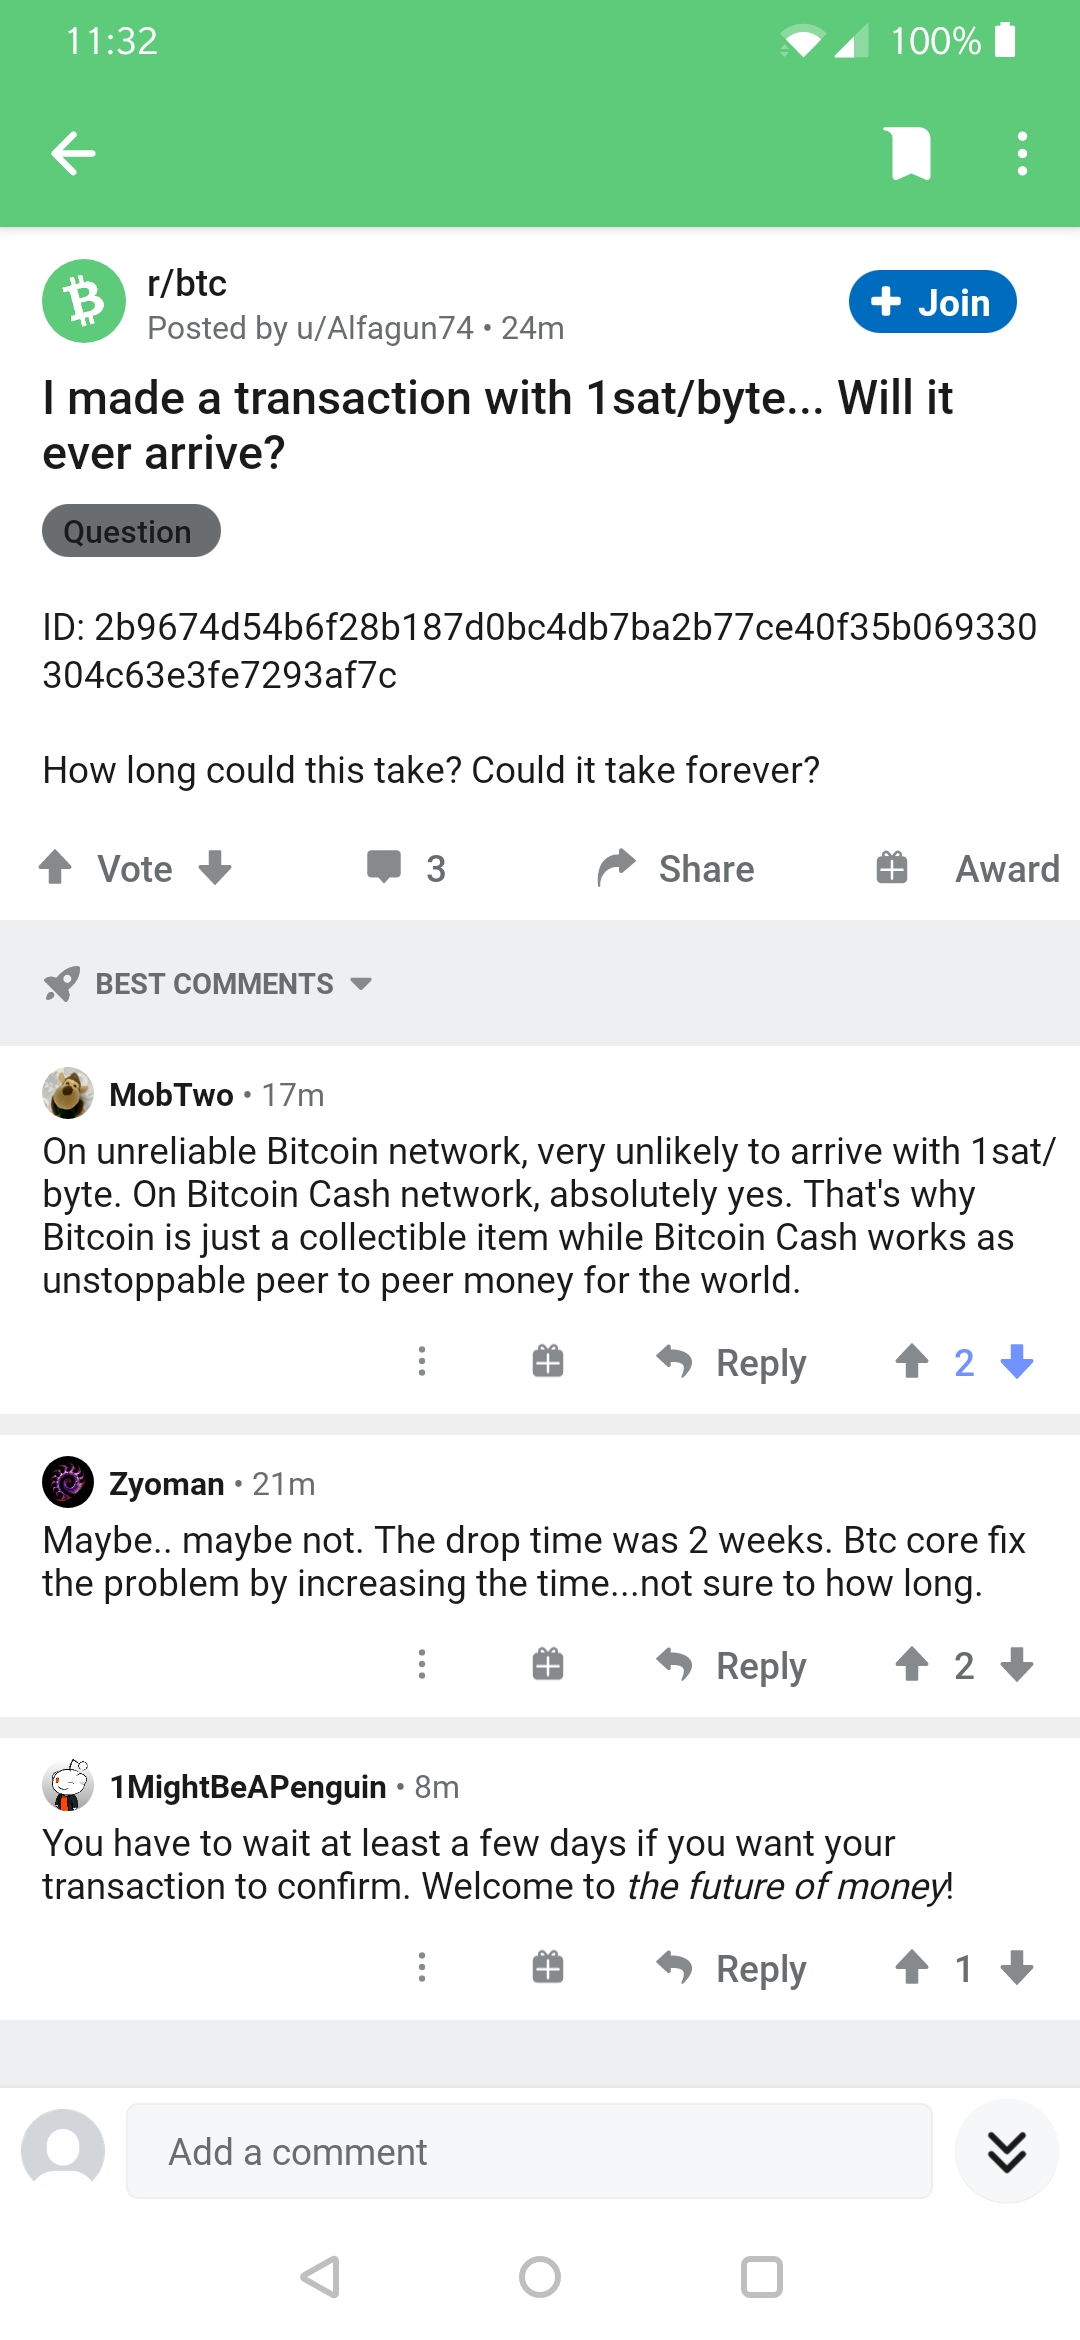 11:32
100%
r/btc
Posted by u/Alfagun74 • 24m
Join
I made a transaction with 1sat/byte... Will it
ever arrive?
Question
ID: 2b9674d54b6f28b187d0bc4db7ba2b77ce40f35b069330
304c63e3fe7293af7c
How long could this take? Could it take forever?
Vote
3
Share
Award
BEST COMMENTS
MobTwo • 17m
On unreliable Bitcoin network, very unlikely to arrive with 1sat/
byte. On Bitcoin Cash network, absolutely yes. That's why
Bitcoin is just a collectible item while Bitcoin Cash works as
unstoppable peer to peer money for the world.
Reply
2
Zyoman • 21m
Maybe.. maybe not. The drop time was 2 weeks. Btc core fix
the problem by increasing the time...not sure to how long.
Reply
2
1MightBeAPenguin • 8m
You have to wait at least a few days if you want your
transaction to confirm. Welcome to the future of money!
Reply
1
Add a comment